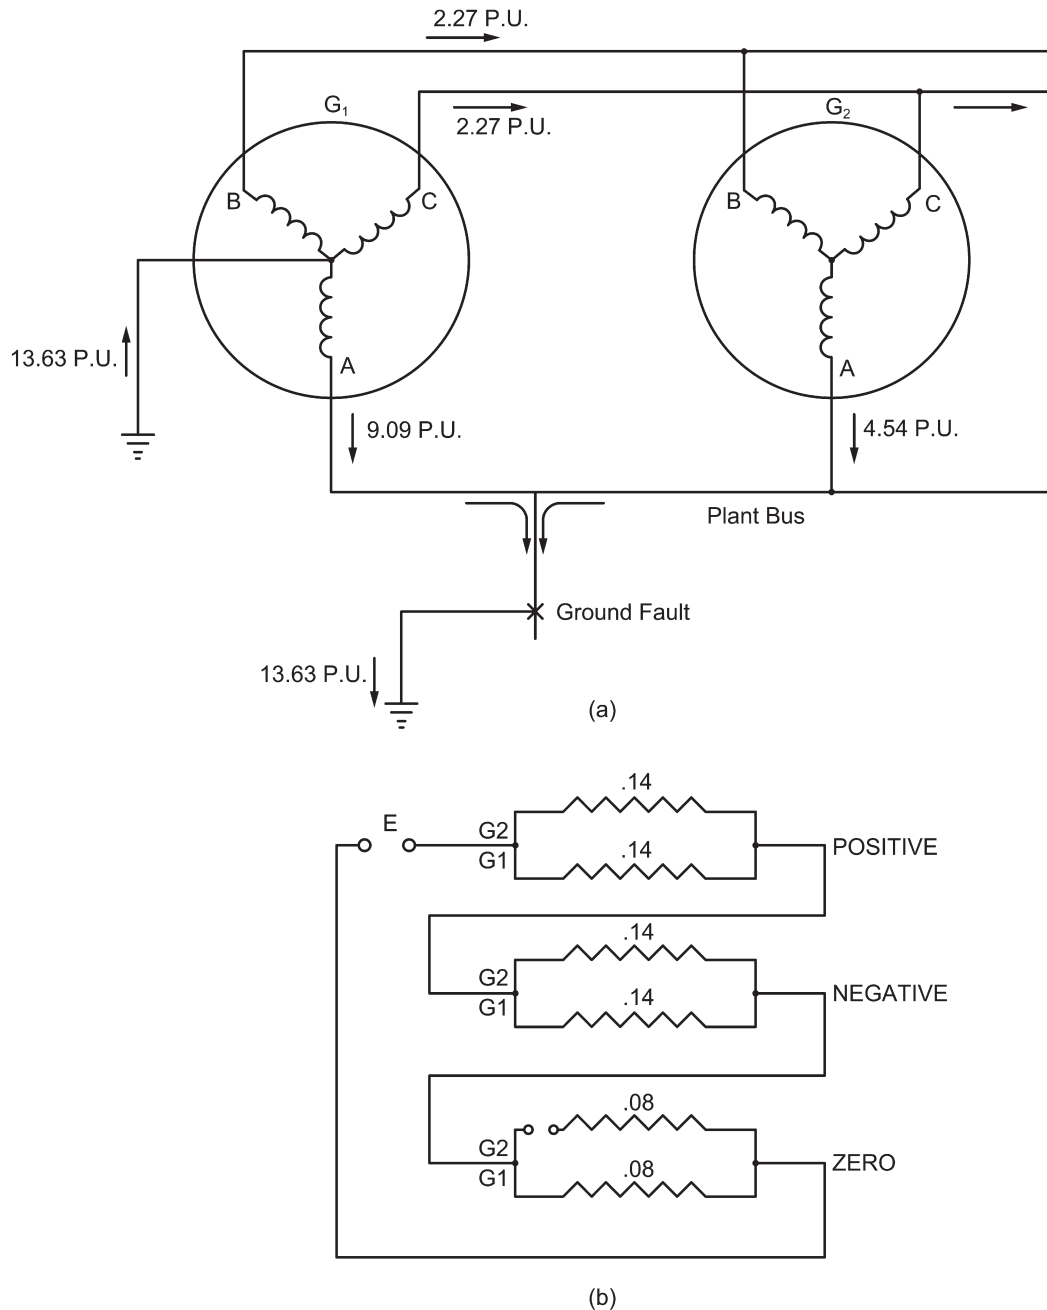 2.27 P.U.
G1
2.27 P.U.
G2
B
C
B
C
13.63 P.U.
A
A
9.09 P.U.
4.54 P.U.
Plant Bus
Ground Fault
13.63 P.U.
(a)
.14
E
G2
.14
G1
POSITIVE
.14
G2
.14
G1
NEGATIVE
.08
G2
.08
G1
ZERO
(b)